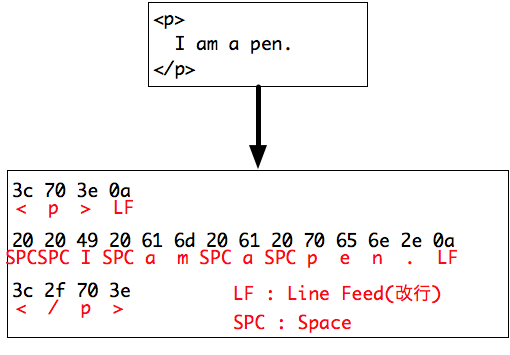 <p>
  I am a pen.
</p>
3c 70 3e 0a
< p > LF
20 20 49 20 61 6d 20 61 20 70 65 6e 2e 0a
SPCSPC I SPC a m SPC a SPC p e n . LF
3c 2f 70 3e
< / p >
LF : Line Feed(改行)
SPC : Space